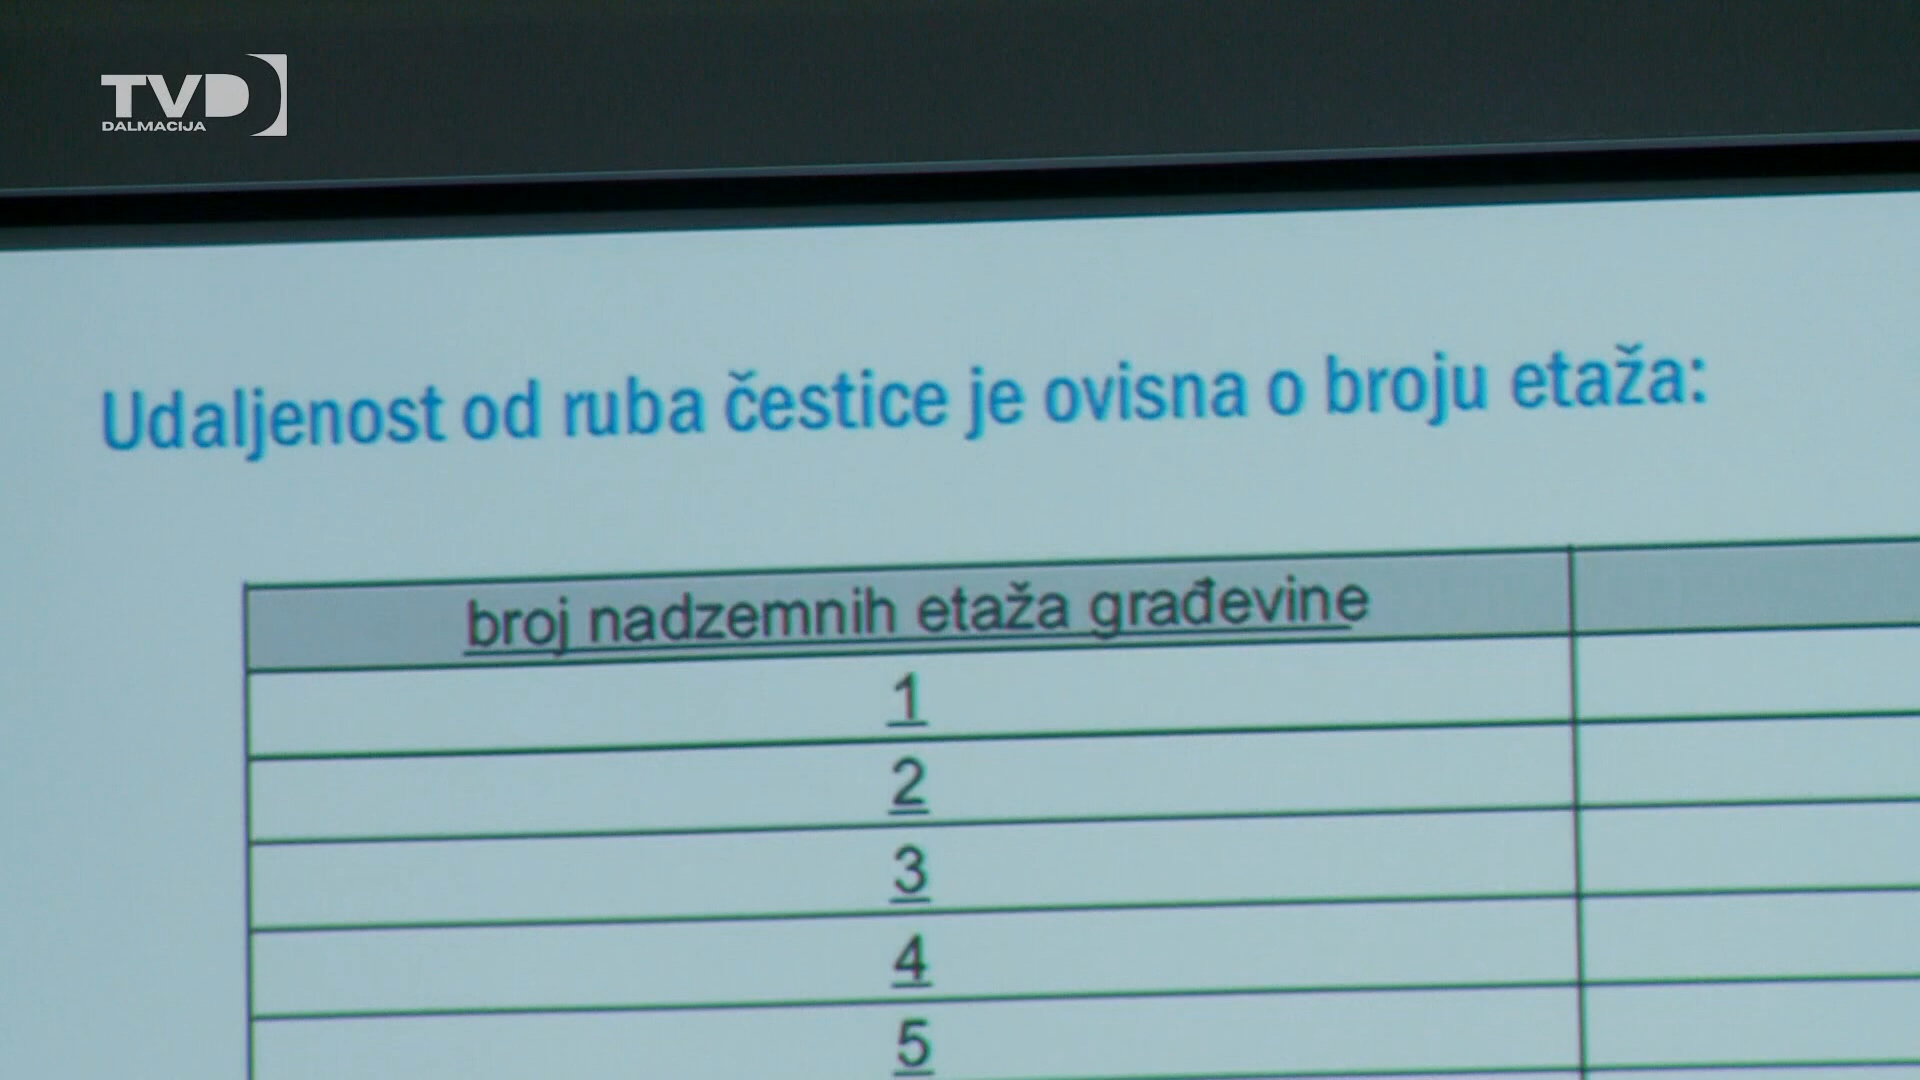 TVD
DALMACIJA
Udaljenost od ruba čestice je ovisna o broju etaža:
broj nadzemnih etaža građevine
1
2
3
4
5